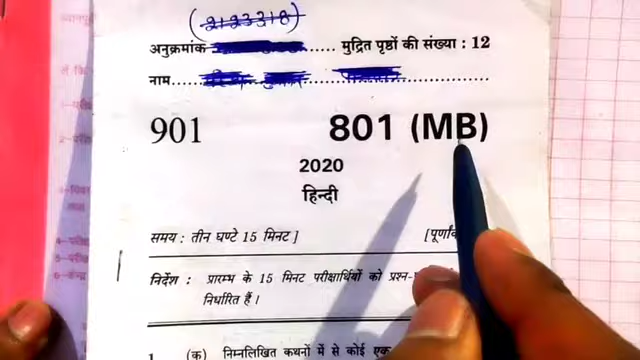 (2123318)
अनुक्रमांक ............ मुद्रित पृष्ठों की संख्या : 12
नाम............
901 801 (MB)
2020
हिन्दी
समय : तीन घण्टे 15 मिनट ] [पूर्णांक
निर्देश : प्रारम्भ के 15 मिनट परीक्षार्थियों को प्रश्न-
निर्धारित हैं ।
1 (क) निम्नलिखित कथनों में से कोई एक